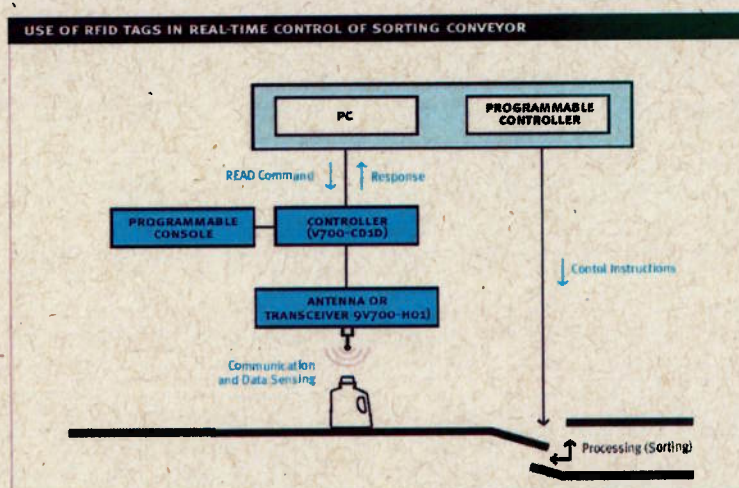 USE OF RFID TAGS IN REAL-TIME CONTROL OF SORTING CONVEYOR
PC
PROGRAMMABLE
CONTROLLER
READ Command
Response
PROGRAMMABLE
CONSOLE
CONTROLLER
(V700-CD1D)
Contol Instructions
ANTENNA OR
TRANSCEIVER 9V700-H01)
Communication
and Data Sensing
Processing (Sorting)